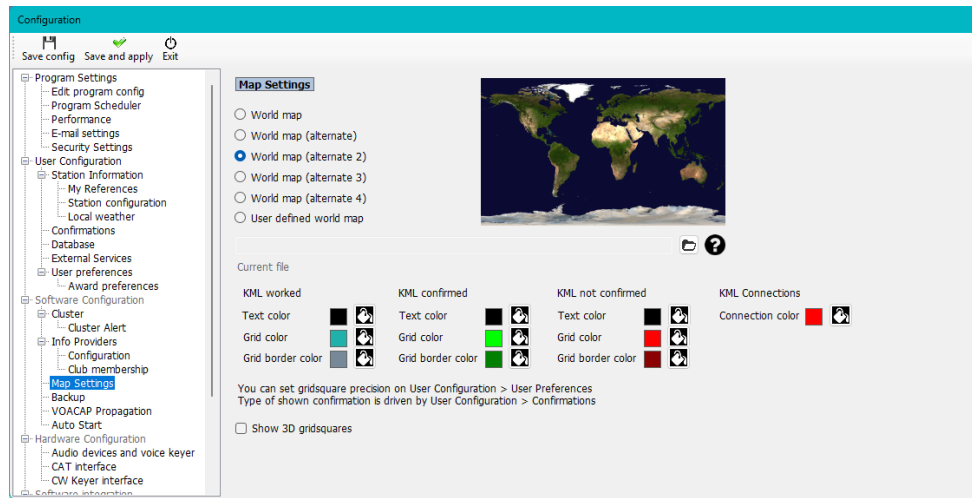 Configuration
Save config Save and apply Exit
Program Settings
Edit program config
Program Scheduler
Performance
E-mail settings
Security Settings
User Configuration
Station Information
My References
Station configuration
Local weather
Confirmations
Database
External Services
User preferences
Award preferences
Software Configuration
Cluster
Cluster Alert
Info Providers
Configuration
Club membership
Map Settings
Backup
VOACAP Propagation
Auto Start
Hardware Configuration
Audio devices and voice keyer
CAT interface
CW Keyer interface
Software integration
Map Settings
World map
World map (alternate)
World map (alternate 2)
World map (alternate 3)
World map (alternate 4)
User defined world map
?
Current file
KML worked KML confirmed KML not confirmed KML Connections
Text color Text color Text color Connection color
Grid color Grid color Grid color
Grid border color Grid border color Grid border color
You can set gridsquare precision on User Configuration > User Preferences
Type of shown confirmation is driven by User Configuration > Confirmations
Show 3D gridsquares